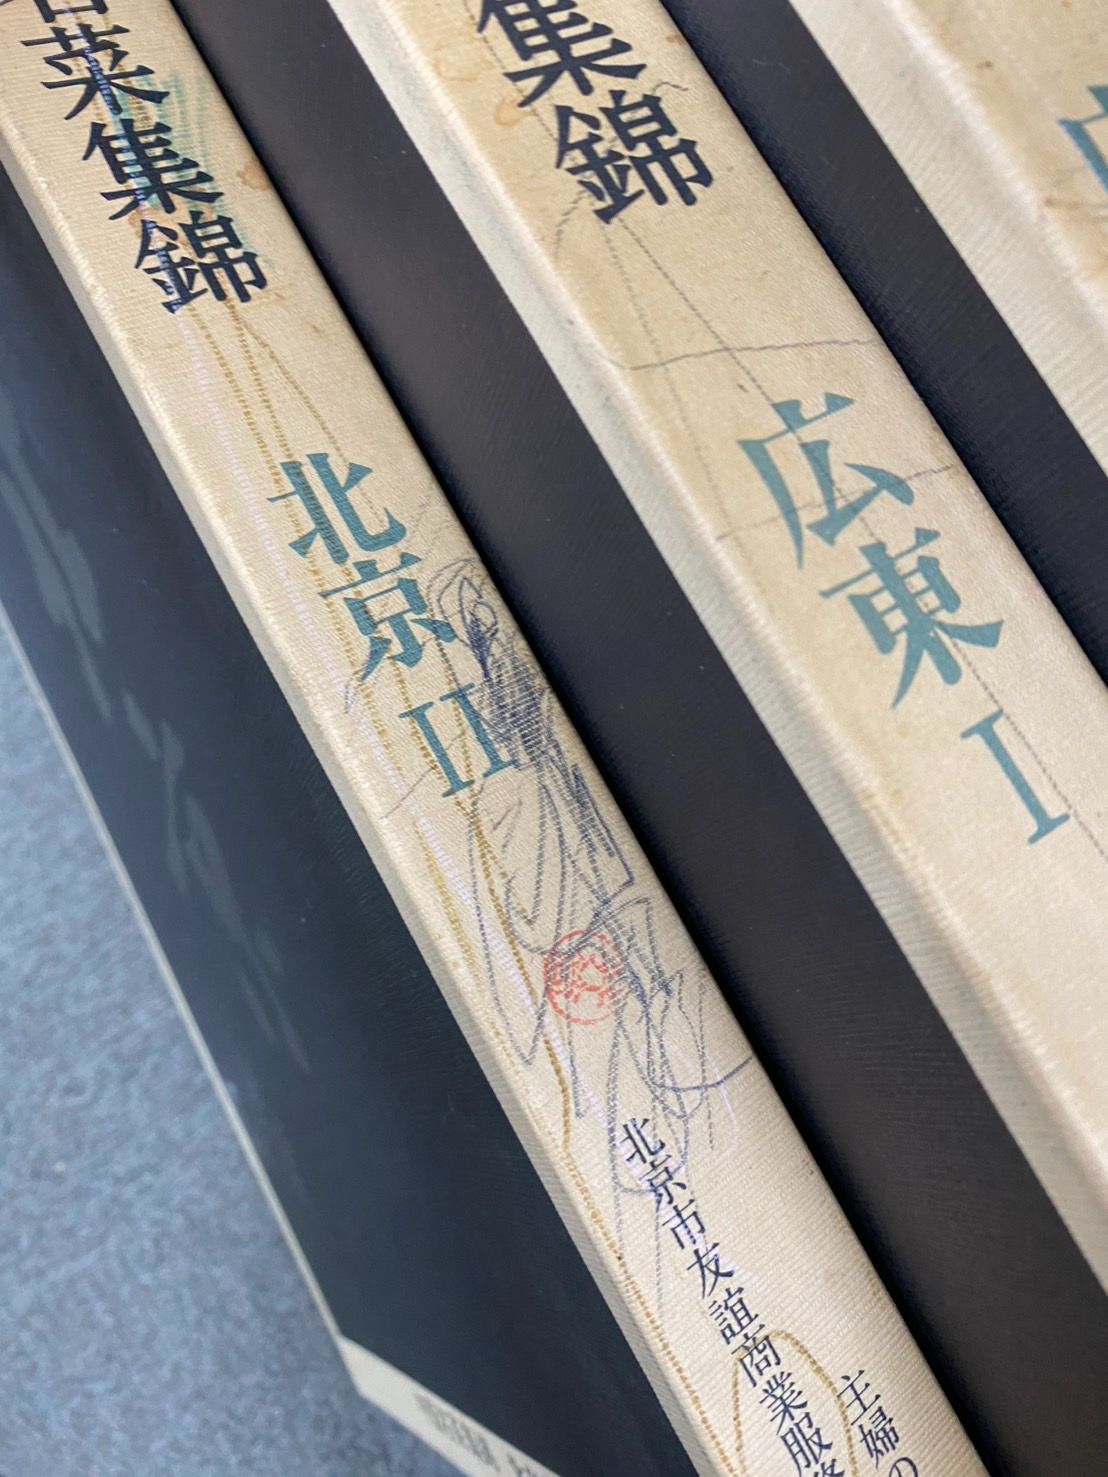 菜集錦
北京 II
北京市友誼商業服
主婦の
集錦
広東 I